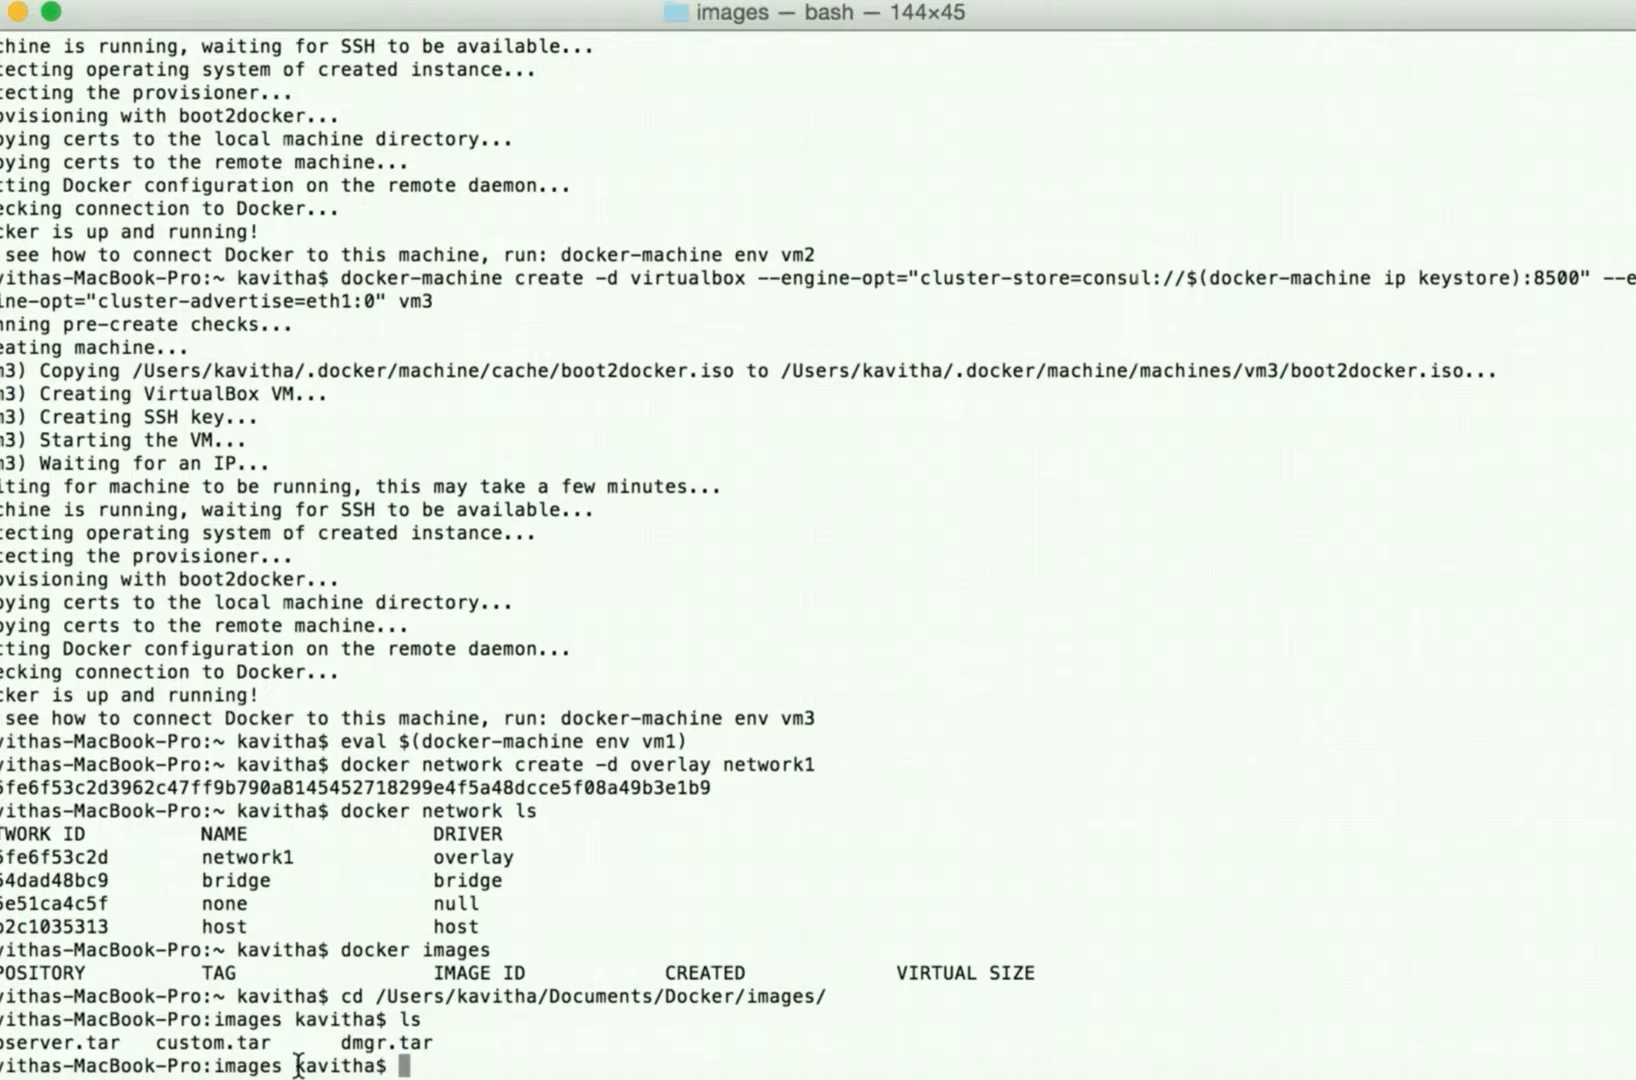 images — bash — 144×45
chine is running, waiting for SSH to be available...
tecting operating system of created instance...
tecting the provisioner...
ovisioning with boot2docker...
pying certs to the local machine directory...
pying certs to the remote machine...
tting Docker configuration on the remote daemon...
ecking connection to Docker...
cker is up and running!
see how to connect Docker to this machine, run: docker-machine env vm2
vithas-MacBook-Pro:~ kavitha$ docker-machine create -d virtualbox --engine-opt="cluster-store=consul://$(docker-machine ip keystore):8500" --e
ine-opt="cluster-advertise=eth1:0" vm3
nning pre-create checks...
eating machine...
m3) Copying /Users/kavitha/.docker/machine/cache/boot2docker.iso to /Users/kavitha/.docker/machine/machines/vm3/boot2docker.iso...
m3) Creating VirtualBox VM...
m3) Creating SSH key...
m3) Starting the VM...
m3) Waiting for an IP...
iting for machine to be running, this may take a few minutes...
chine is running, waiting for SSH to be available...
tecting operating system of created instance...
tecting the provisioner...
ovisioning with boot2docker...
pying certs to the local machine directory...
pying certs to the remote machine...
tting Docker configuration on the remote daemon...
ecking connection to Docker...
cker is up and running!
see how to connect Docker to this machine, run: docker-machine env vm3
vithas-MacBook-Pro:~ kavitha$ eval $(docker-machine env vm1)
vithas-MacBook-Pro:~ kavitha$ docker network create -d overlay network1
5fe6f53c2d3962c47ff9b790a8145452718299e4f5a48dcce5f08a49b3e1b9
vithas-MacBook-Pro:~ kavitha$ docker network ls
TWORK ID NAME DRIVER
5fe6f53c2d network1 overlay
64dad48bc9 bridge bridge
5e51ca4c5f none null
b2c1035313 host host
vithas-MacBook-Pro:~ kavitha$ docker images
POSITORY TAG IMAGE ID CREATED VIRTUAL SIZE
vithas-MacBook-Pro:~ kavitha$ cd /Users/kavitha/Documents/Docker/images/
vithas-MacBook-Pro:images kavitha$ ls
pserver.tar custom.tar dmgr.tar
vithas-MacBook-Pro:images kavitha$